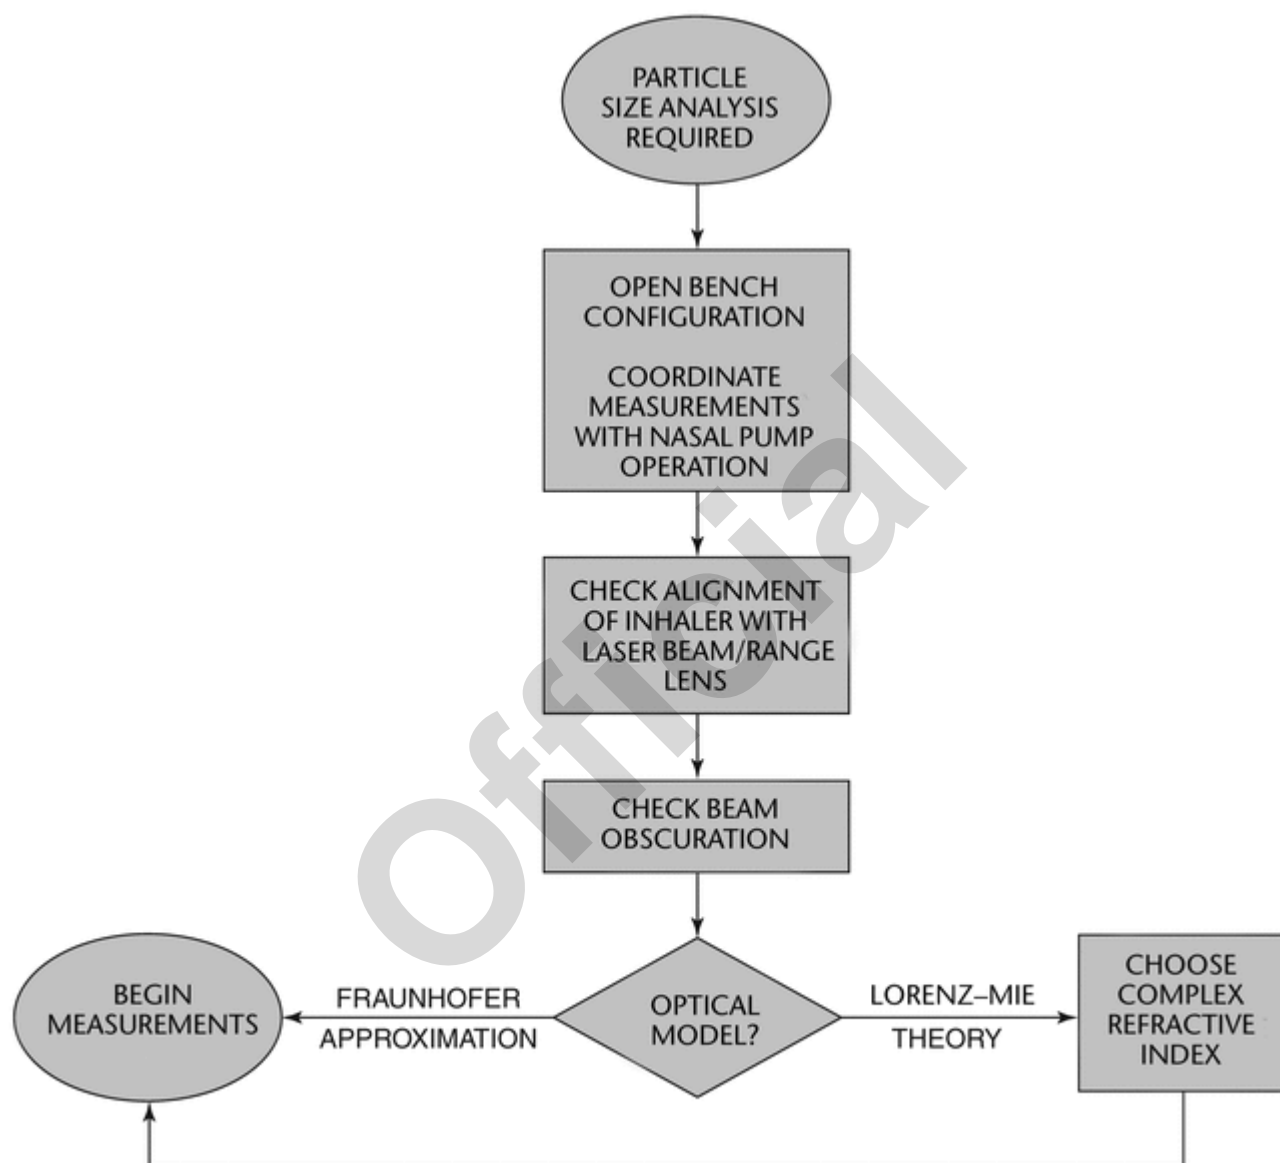 PARTICLE
SIZE ANALYSIS
REQUIRED
OPEN BENCH
CONFIGURATION
COORDINATE
MEASUREMENTS
WITH NASAL PUMP
OPERATION
CHECK ALIGNMENT
OF INHALER WITH
LASER BEAM/RANGE
LENS
CHECK BEAM
OBSCURATION
OPTICAL
MODEL?
FRAUNHOFER
APPROXIMATION
BEGIN
MEASUREMENTS
LORENZ–MIE
THEORY
CHOOSE
COMPLEX
REFRACTIVE
INDEX
Official